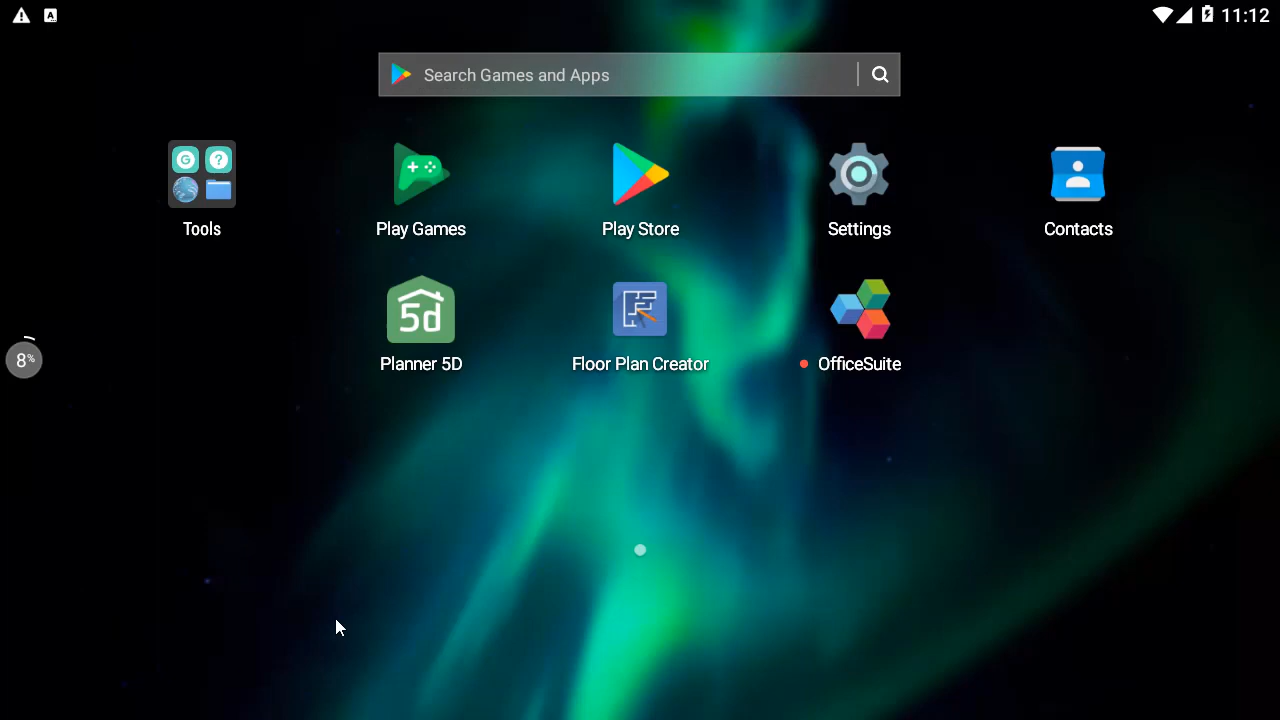 A 11:12
Search Games and Apps
G ?
Tools Play Games Play Store Settings Contacts
5d
Planner 5D Floor Plan Creator OfficeSuite
8%